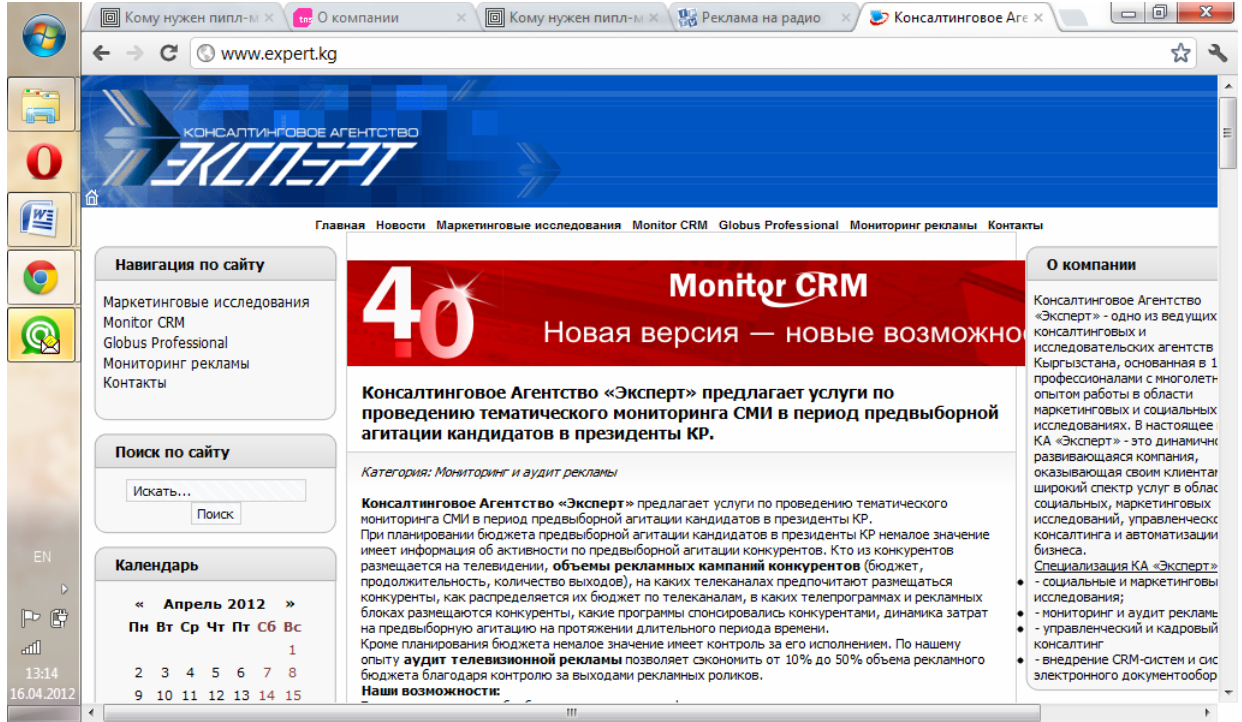 Кому нужен пипл-м
О компании
Кому нужен пипл-м
Реклама на радио
Консалтинговое Аге
www.expert.kg
КОНСАЛТИНГОВОЕ АГЕНТСТВО
ЭКСПЕРТ
Главная Новости Маркетинговые исследования Monitor CRM Globus Professional Мониторинг рекламы Контакты
Навигация по сайту
Маркетинговые исследования
Monitor CRM
Globus Professional
Мониторинг рекламы
Контакты
Поиск по сайту
Искать...
Поиск
Календарь
« Апрель 2012 »
Пн Вт Ср Чт Пт Сб Вс
1
2 3 4 5 6 7 8
9 10 11 12 13 14 15
4.0
Monitor CRM
Новая версия — новые возможно
Консалтинговое Агентство «Эксперт» предлагает услуги по
проведению тематического мониторинга СМИ в период предвыборной
агитации кандидатов в президенты КР.
Категория: Мониторинг и аудит рекламы
Консалтинговое Агентство «Эксперт» предлагает услуги по проведению тематического
мониторинга СМИ в период предвыборной агитации кандидатов в президенты КР.
При планировании бюджета предвыборной агитации кандидатов в президенты КР немалое значение
имеет информация об активности по предвыборной агитации конкурентов. Кто из конкурентов
размещается на телевидении, объемы рекламных кампаний конкурентов (бюджет,
продолжительность, количество выходов), на каких телеканалах предпочитают размещаться
конкуренты, как распределяется их бюджет по телеканалам, в каких телепрограммах и рекламных
блоках размещаются конкуренты, какие программы спонсировались конкурентами, динамика затрат
на предвыборную агитацию на протяжении длительного периода времени.
Кроме планирования бюджета немалое значение имеет контроль за его исполнением. По нашему
опыту аудит телевизионной рекламы позволяет сэкономить от 10% до 50% объема рекламного
бюджета благодаря контролю за выходами рекламных роликов.
Наши возможности:
О компании
Консалтинговое Агентство
«Эксперт» - одно из ведущих
консалтинговых и
исследовательских агентств
Кыргызстана, основанная в 1
профессионалами с многолетн
опытом работы в области
маркетинговых и социальных
исследованиях. В настоящее
КА «Эксперт» - это динамично
развивающаяся компания,
оказывающая своим клиентам
широкий спектр услуг в облас
социальных, маркетинговых
исследований, управленческо
консалтинга и автоматизации
бизнеса.
Специализация КА «Эксперт»
- социальные и маркетинговы
исследования;
- мониторинг и аудит рекламы
- управленческий и кадровый
консалтинг
- внедрение CRM-систем и сис
электронного документообор
EN
13:14
16.04.2012